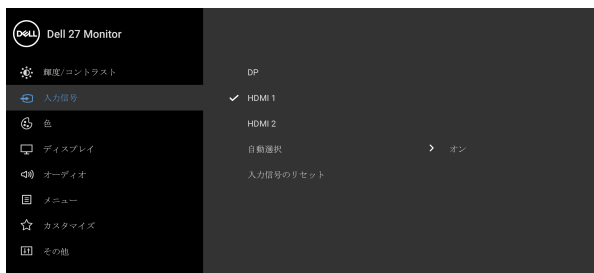 DELL Dell 27 Monitor
輝度/コントラスト
DP
入力信号
HDMI 1
色
HDMI 2
ディスプレイ
自動選択 オン
オーディオ
入力信号のリセット
メニュー
カスタマイズ
その他